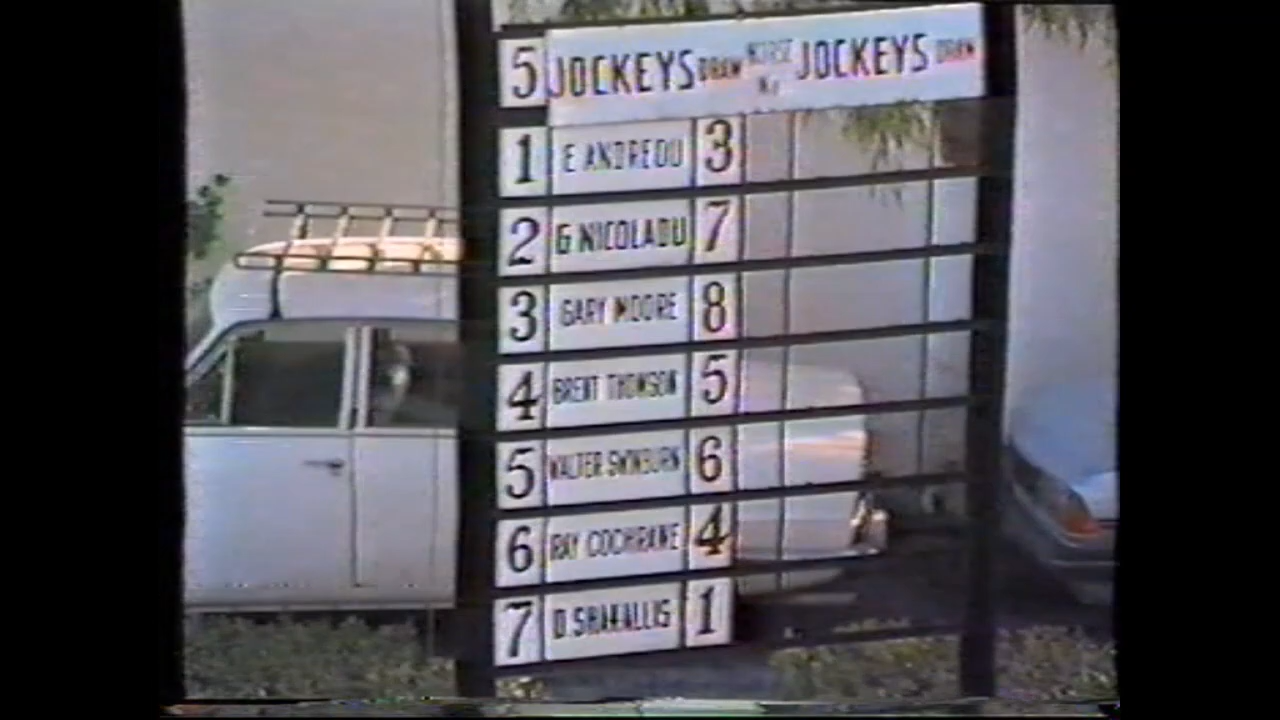 5 JOCKEYS DRAW HORSE No JOCKEYS DRAW
1 E ANDREOU 3
2 G NICOLAOU 7
3 GARY MOORE 8
4 BRENT THOMSON 5
5 WALTER SWINBURN 6
6 RAY COCHRANE 4
7 D. SKAKALLIS 1